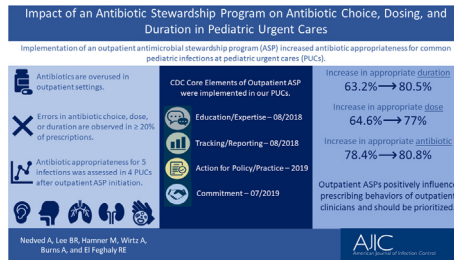 Impact of an Antibiotic Stewardship Program on Antibiotic Choice, Dosing, and
Duration in Pediatric Urgent Cares
Implementation of an outpatient antimicrobial stewardship program (ASP) increased antibiotic appropriateness for common
pediatric infections at pediatric urgent cares (PUCs).
Antibiotics are overused in
outpatient settings.
Errors in antibiotic choice, dose,
or duration are observed in ≥ 20%
of prescriptions.
Antibiotic appropriateness for 5
infections was assessed in 4 PUCs
after outpatient ASP initiation.
CDC Core Elements of Outpatient ASP
were implemented in our PUCs.
Education/Expertise – 08/2018
Tracking/Reporting – 08/2018
Action for Policy/Practice – 2019
Commitment – 07/2019
Increase in appropriate duration
63.2%→80.5%
Increase in appropriate dose
64.6%→77%
Increase in appropriate antibiotic
78.4%→80.8%
Outpatient ASPs positively influence
prescribing behaviors of outpatient
clinicians and should be prioritized.
Nedved A, Lee BR, Hamner M, Wirtz A,
Burns A, and El Feghaly RE
AJIC
American Journal of Infection Control